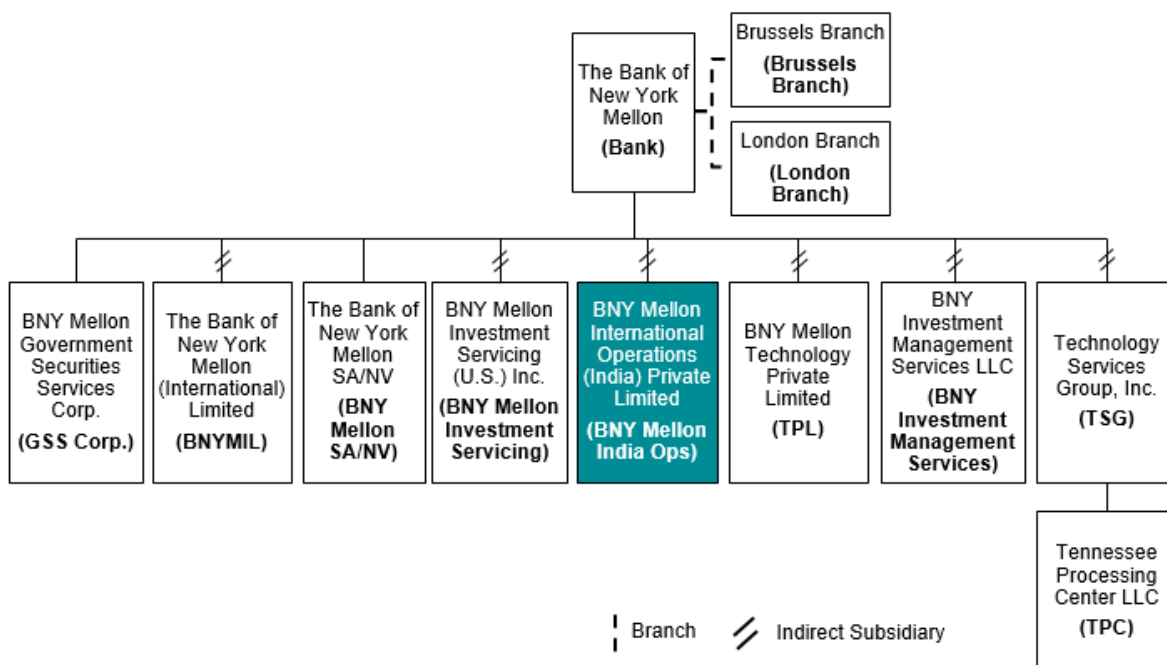 Brussels Branch
(Brussels
Branch)
The Bank of
New York
Mellon
(Bank)
London Branch
(London
Branch)
BNY Mellon
Government
Securities
Services
Corp.
(GSS Corp.)
The Bank of
New York
Mellon
(International)
Limited
(BNYMIL)
The Bank of
New York
Mellon
SA/NV
(BNY
Mellon
SA/NV)
BNY Mellon
Investment
Servicing
(U.S.) Inc.
(BNY Mellon
Investment
Servicing)
BNY Mellon
International
Operations
(India) Private
Limited
(BNY Mellon
India Ops)
BNY Mellon
Technology
Private
Limited
(TPL)
BNY
Investment
Management
Services LLC
(BNY
Investment
Management
Services)
Technology
Services
Group, Inc.
(TSG)
Tennessee
Processing
Center LLC
(TPC)
Branch
Indirect Subsidiary